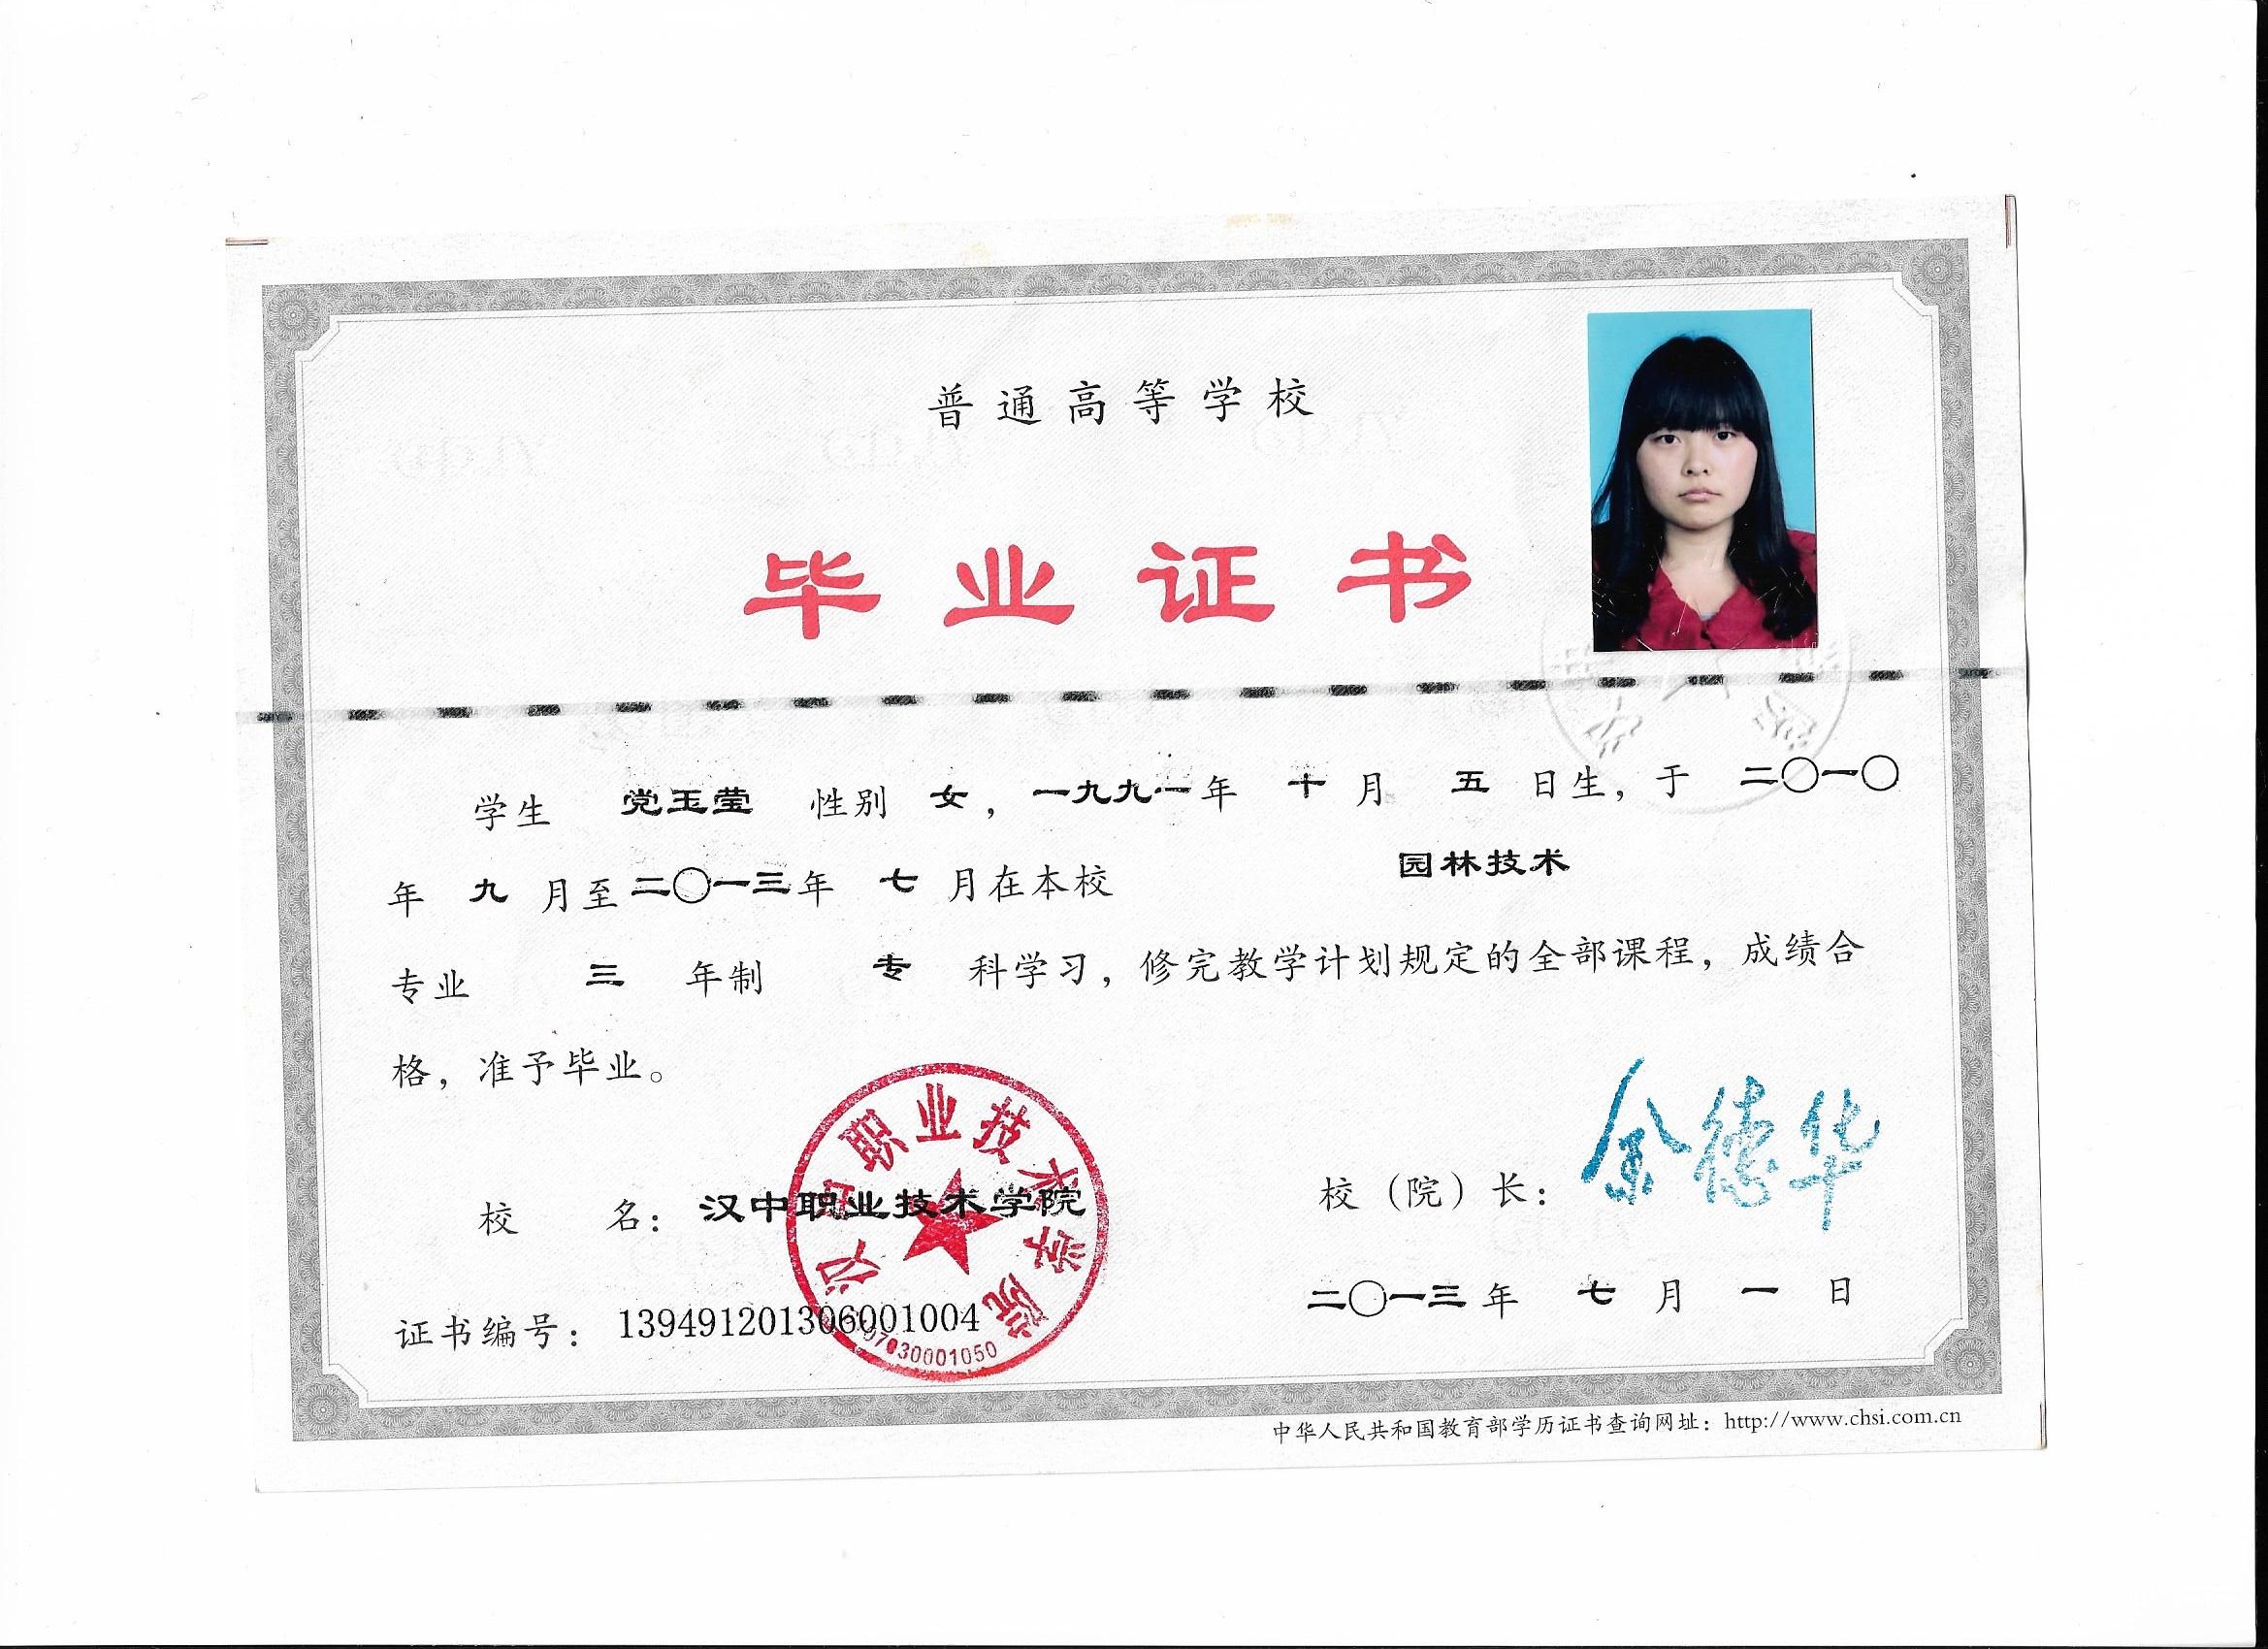 普通高等学校
毕业证书
学生 党玉莹 性别 女，一九九一年 十 月 五 日生，于 二〇一〇
年 九 月至二〇一三年 七 月在本校 园林技术
专业 三 年制 专 科学习，修完教学计划规定的全部课程，成绩合
格，准予毕业。
校 名：汉中职业技术学院
校（院）长：余德华
证书编号：139491201306001004
二〇一三年 七 月 一 日
汉中职业技术学院
07030001050
中华人民共和国教育部学历证书查询网址：http://www.chsi.com.cn